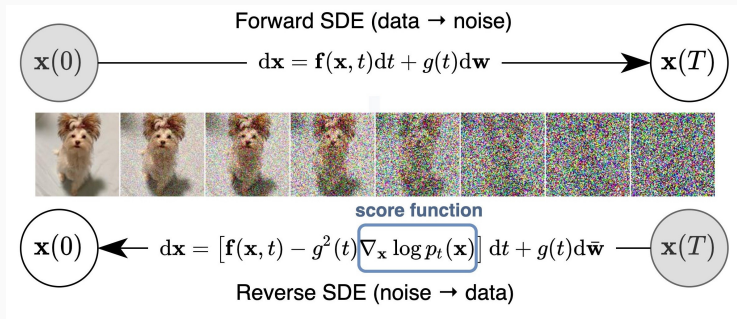 Forward SDE (data → noise)
x(0) dx = f(x, t)dt + g(t)dw x(T)
score function
x(0) dx = [f(x, t) − g²(t)∇ₓ log pₜ(x)] dt + g(t)dw̄ x(T)
Reverse SDE (noise → data)